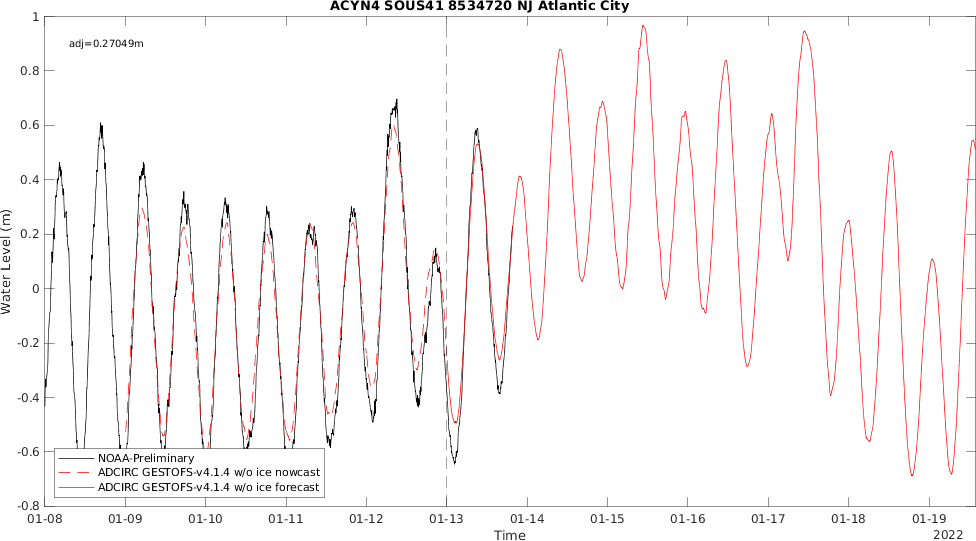 ACYN4 SOUS41 8534720 NJ Atlantic City
adj=0.27049m
Water Level (m)
1
0.8
0.6
0.4
0.2
0
-0.2
-0.4
-0.6
-0.8
NOAA-Preliminary
ADCIRC GESTOFS-v4.1.4 w/o ice nowcast
ADCIRC GESTOFS-v4.1.4 w/o ice forecast
01-08 01-09 01-10 01-11 01-12 01-13 01-14 01-15 01-16 01-17 01-18 01-19
Time
2022